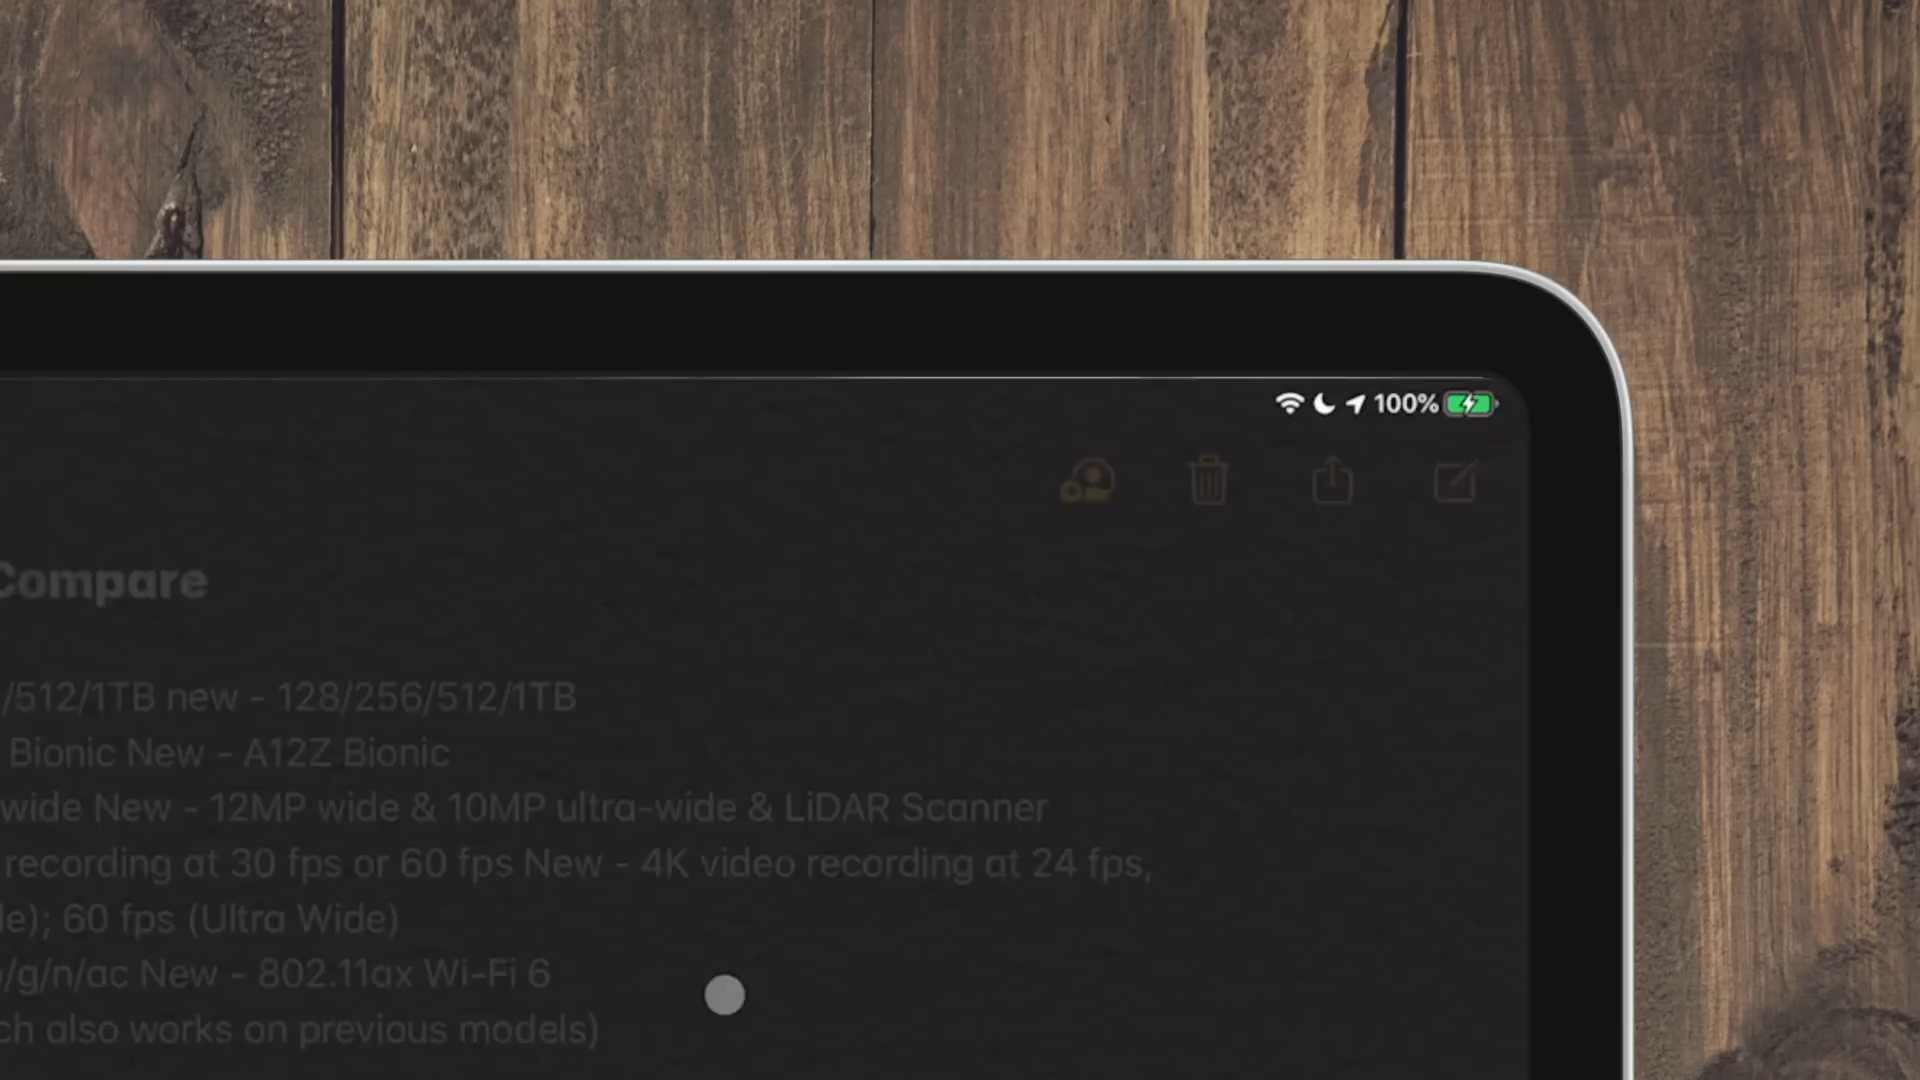 100%
Compare
/512/1TB new - 128/256/512/1TB
Bionic New - A12Z Bionic
wide New - 12MP wide & 10MP ultra-wide & LiDAR Scanner
recording at 30 fps or 60 fps New - 4K video recording at 24 fps,
le); 60 fps (Ultra Wide)
/g/n/ac New - 802.11ax Wi-Fi 6
ch also works on previous models)